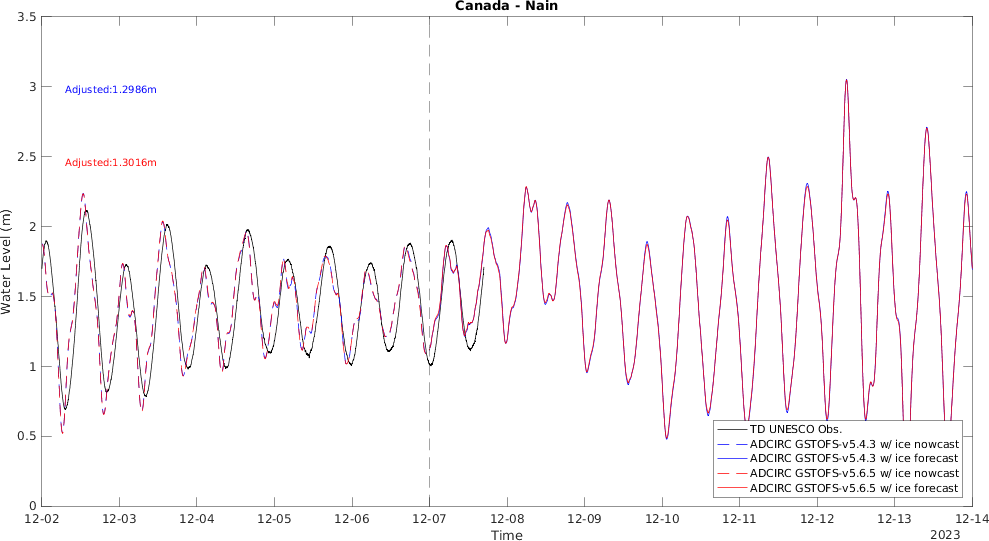 Canada - Nain
3.5
3
2.5
2
1.5
1
0.5
0
Water Level (m)
Adjusted:1.2986m
Adjusted:1.3016m
TD UNESCO Obs.
ADCIRC GSTOFS-v5.4.3 w/ ice nowcast
ADCIRC GSTOFS-v5.4.3 w/ ice forecast
ADCIRC GSTOFS-v5.6.5 w/ ice nowcast
ADCIRC GSTOFS-v5.6.5 w/ ice forecast
12-02 12-03 12-04 12-05 12-06 12-07 12-08 12-09 12-10 12-11 12-12 12-13 12-14
Time
2023